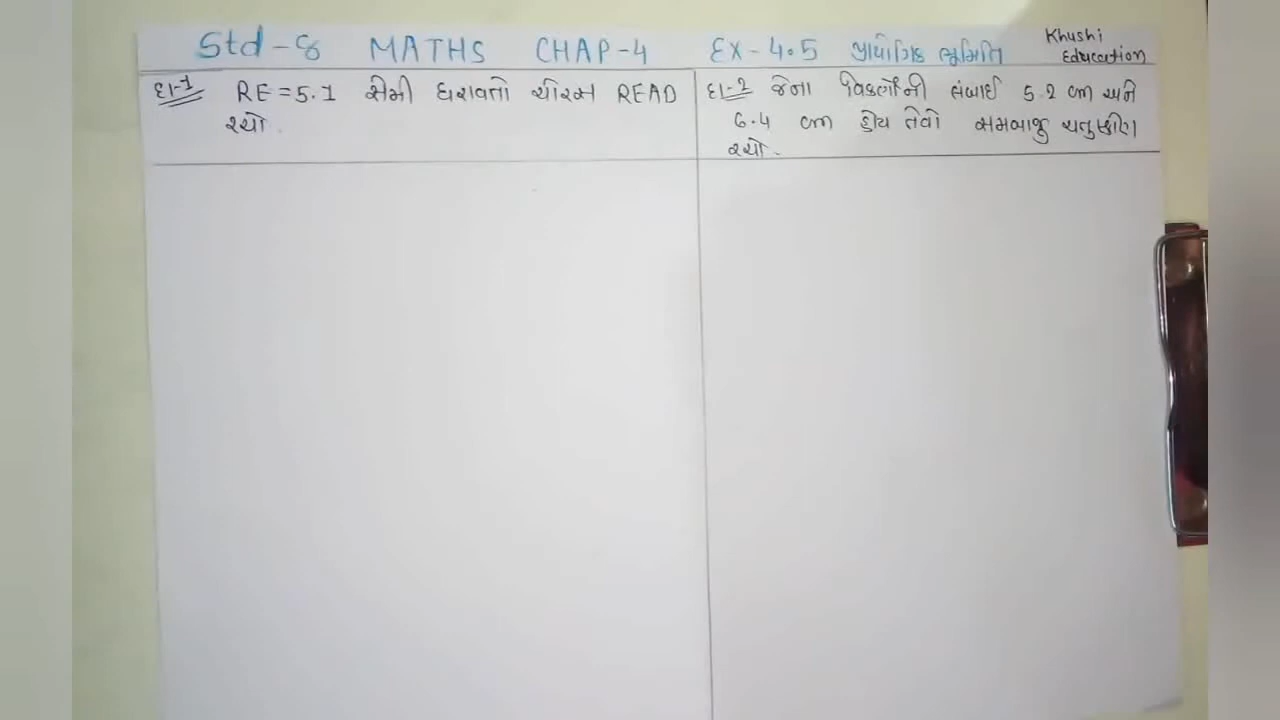 Std-8 MATHS CHAP-4 EX-4.5 પ્રાયોગિક ભૂમિતિ
Khushi
Education
દા-1 RE=5.1 સેમી ધરાવતો ચોરસ READ
રચો.
દા-2 જેના વિકર્ણોની લંબાઈ 5.2 cm અને
6.4 cm હોય તેવો સમબાજુ ચતુષ્કોણ
રચો.